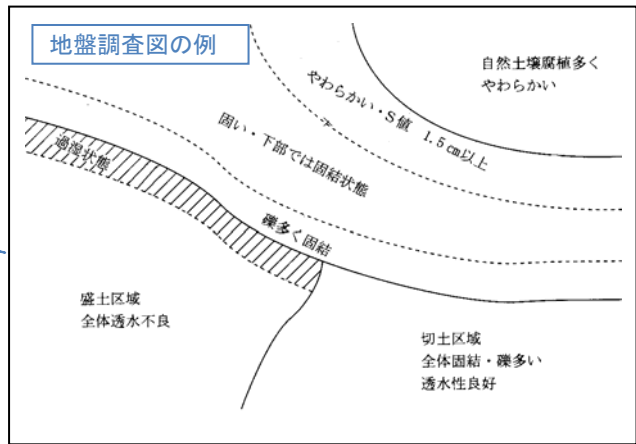 地盤調査図の例
自然土壌腐植多く
やわらかい
やわらかい・S値 1.5㎝以上
固い・下部では固結状態
過湿状態
礫多く固結
盛土区域
全体透水不良
切土区域
全体固結・礫多い
透水性良好